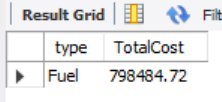 Result Grid Filt
type TotalCost
Fuel 798484.72